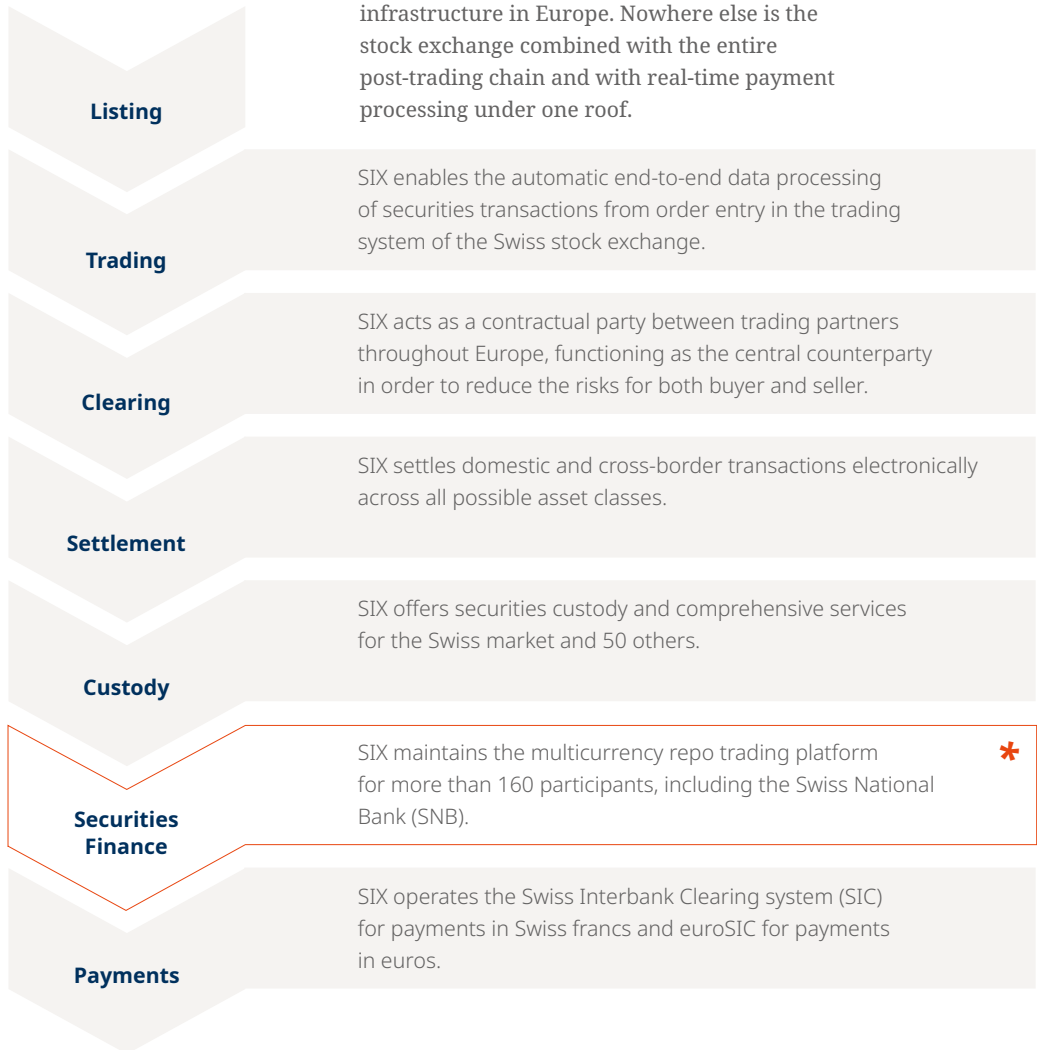 infrastructure in Europe. Nowhere else is the
stock exchange combined with the entire
post-trading chain and with real-time payment
processing under one roof.
Listing
SIX enables the automatic end-to-end data processing
of securities transactions from order entry in the trading
system of the Swiss stock exchange.
Trading
SIX acts as a contractual party between trading partners
throughout Europe, functioning as the central counterparty
in order to reduce the risks for both buyer and seller.
Clearing
SIX settles domestic and cross-border transactions electronically
across all possible asset classes.
Settlement
SIX offers securities custody and comprehensive services
for the Swiss market and 50 others.
Custody
SIX maintains the multicurrency repo trading platform
for more than 160 participants, including the Swiss National
Bank (SNB).
*
Securities
Finance
SIX operates the Swiss Interbank Clearing system (SIC)
for payments in Swiss francs and euroSIC for payments
in euros.
Payments